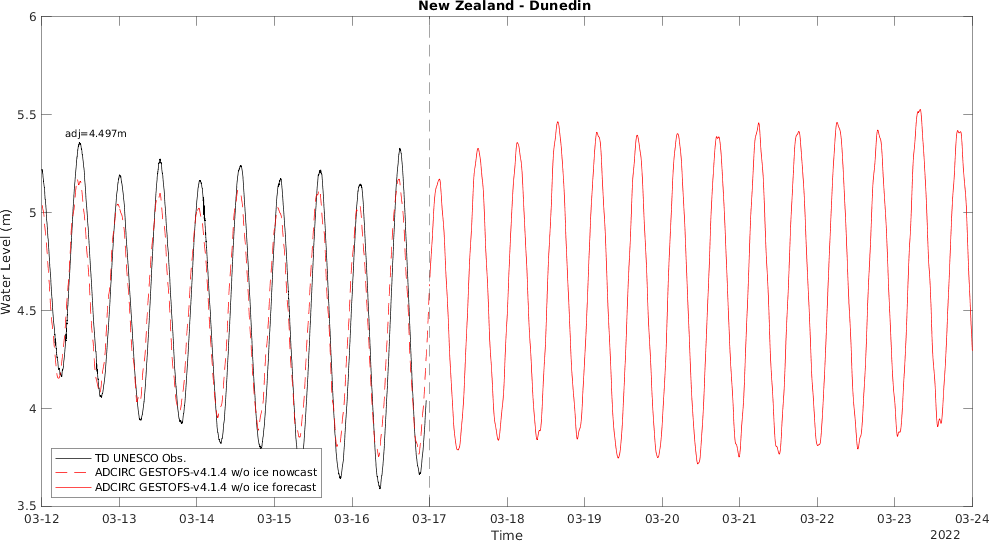 New Zealand - Dunedin
6
5.5
5
4.5
4
3.5
Water Level (m)
adj=4.497m
TD UNESCO Obs.
ADCIRC GESTOFS-v4.1.4 w/o ice nowcast
ADCIRC GESTOFS-v4.1.4 w/o ice forecast
03-12 03-13 03-14 03-15 03-16 03-17 03-18 03-19 03-20 03-21 03-22 03-23 03-24
Time
2022